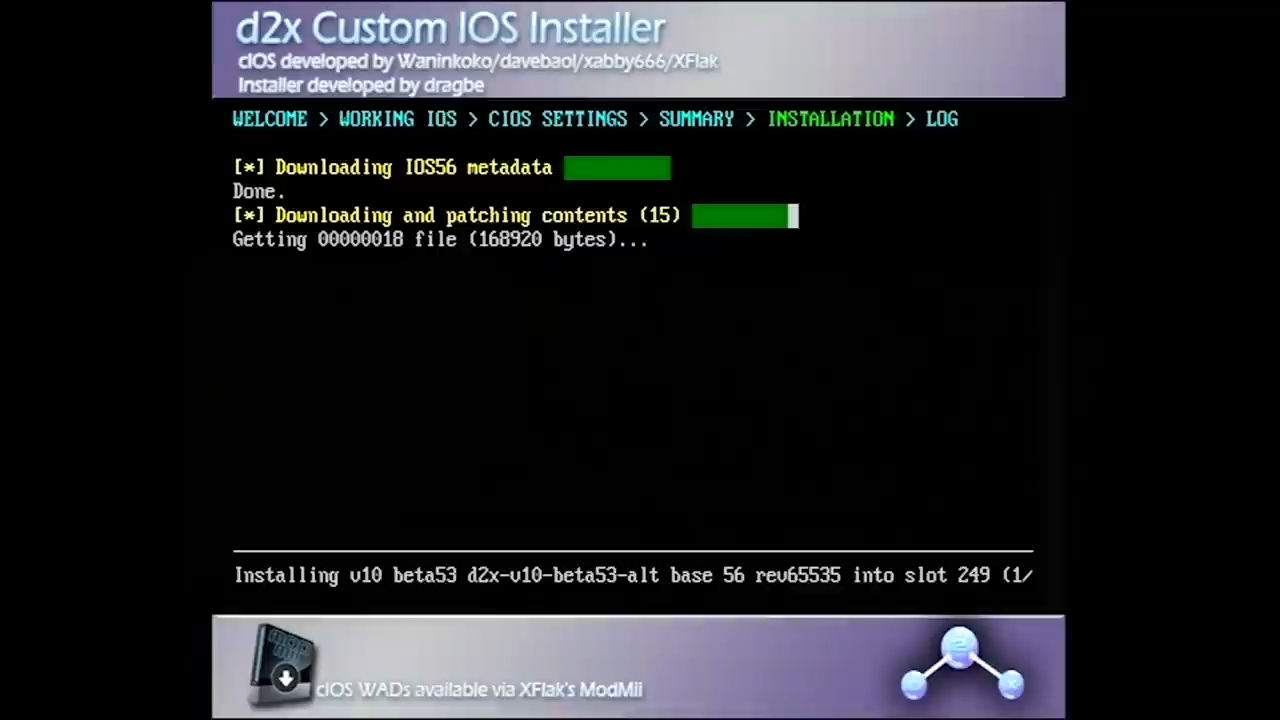 d2x Custom IOS Installer
cIOS developed by Waninkoko/davebaol/xabby666/XFlak
Installer developed by dragbe
WELCOME > WORKING IOS > CIOS SETTINGS > SUMMARY > INSTALLATION > LOG
[*] Downloading IOS56 metadata
Done.
[*] Downloading and patching contents (15)
Getting 00000018 file (168920 bytes)...
Installing v10 beta53 d2x-v10-beta53-alt base 56 rev65535 into slot 249 (1/
cIOS WADs available via XFlak's ModMii